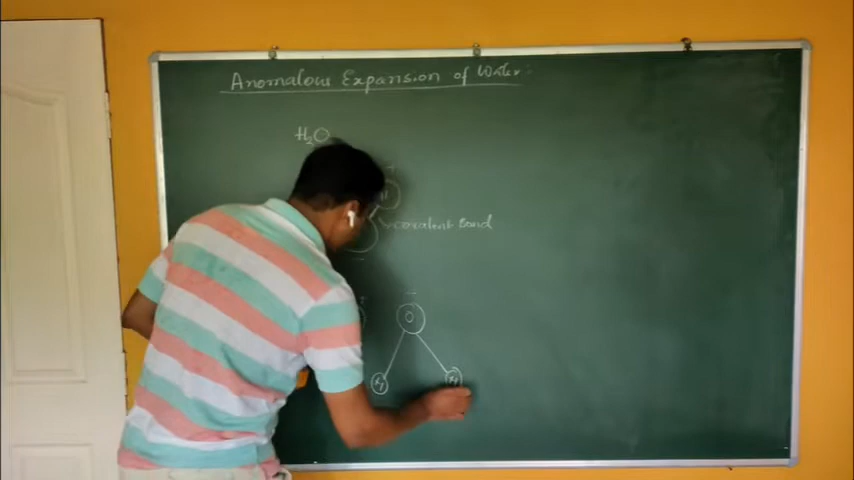 Anomalous Expansion of Water:
H₂O
H
covalent Bond
O
H H